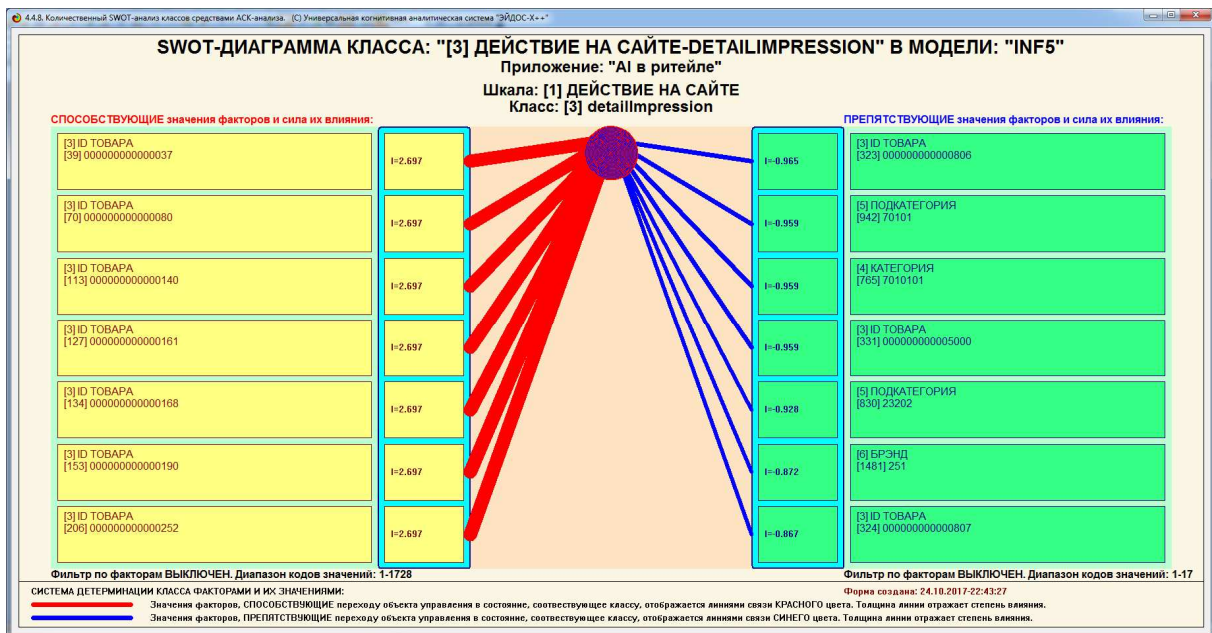 4.4.8. Количественный SWOT-анализ классов средствами АСК-анализа. (С) Универсальная когнитивная аналитическая система "ЭЙДОС-Х++"
SWOT-ДИАГРАММА КЛАССА: "[3] ДЕЙСТВИЕ НА САЙТЕ-DETAILIMPRESSION" В МОДЕЛИ: "INF5"
Приложение: "AI в ритейле"
Шкала: [1] ДЕЙСТВИЕ НА САЙТЕ
Класс: [3] detailImpression
СПОСОБСТВУЮЩИЕ значения факторов и сила их влияния:
[3] ID ТОВАРА
[39] 000000000000037
I=2.697
[3] ID ТОВАРА
[70] 000000000000080
I=2.697
[3] ID ТОВАРА
[113] 000000000000140
I=2.697
[3] ID ТОВАРА
[127] 000000000000161
I=2.697
[3] ID ТОВАРА
[134] 000000000000168
I=2.697
[3] ID ТОВАРА
[153] 000000000000190
I=2.697
[3] ID ТОВАРА
[206] 000000000000252
I=2.697
Фильтр по факторам ВЫКЛЮЧЕН. Диапазон кодов значений: 1-1728
ПРЕПЯТСТВУЮЩИЕ значения факторов и сила их влияния:
I=-0.965
[3] ID ТОВАРА
[323] 000000000000806
I=-0.959
[5] ПОДКАТЕГОРИЯ
[942] 70101
I=-0.959
[4] КАТЕГОРИЯ
[765] 7010101
I=-0.959
[3] ID ТОВАРА
[331] 000000000005000
I=-0.928
[5] ПОДКАТЕГОРИЯ
[830] 23202
I=-0.872
[6] БРЭНД
[1481] 251
I=-0.867
[3] ID ТОВАРА
[324] 000000000000807
Фильтр по факторам ВЫКЛЮЧЕН. Диапазон кодов значений: 1-17
СИСТЕМА ДЕТЕРМИНАЦИИ КЛАССА ФАКТОРАМИ И ИХ ЗНАЧЕНИЯМИ:
Форма создана: 24.10.2017-22:43:27
Значения факторов, СПОСОБСТВУЮЩИЕ переходу объекта управления в состояние, соотвествующее классу, отображается линиями связи КРАСНОГО цвета. Толщина линии отражает степень влияния.
Значения факторов, ПРЕПЯТСТВУЮЩИЕ переходу объекта управления в состояние, соотвествующее классу, отображается линиями связи СИНЕГО цвета. Толщина линии отражает степень влияния.